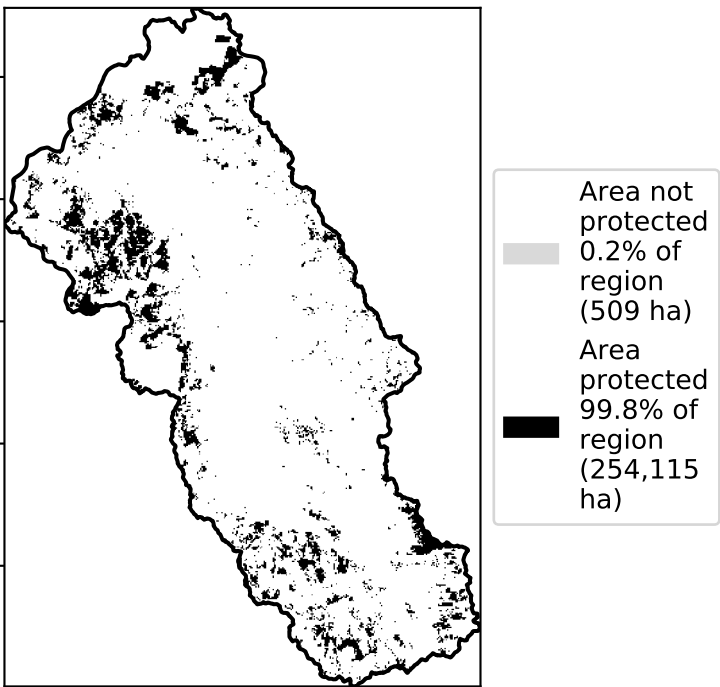 Area not
protected
0.2% of
region
(509 ha)
Area
protected
99.8% of
region
(254,115
ha)